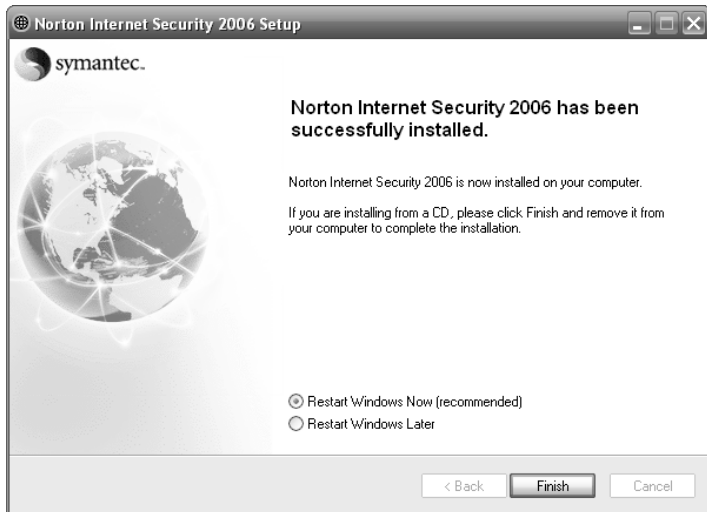 Norton Internet Security 2006 Setup
symantec.
Norton Internet Security 2006 has been
successfully installed.
Norton Internet Security 2006 is now installed on your computer.
If you are installing from a CD, please click Finish and remove it from
your computer to complete the installation.
Restart Windows Now (recommended)
Restart Windows Later
< Back
Finish
Cancel